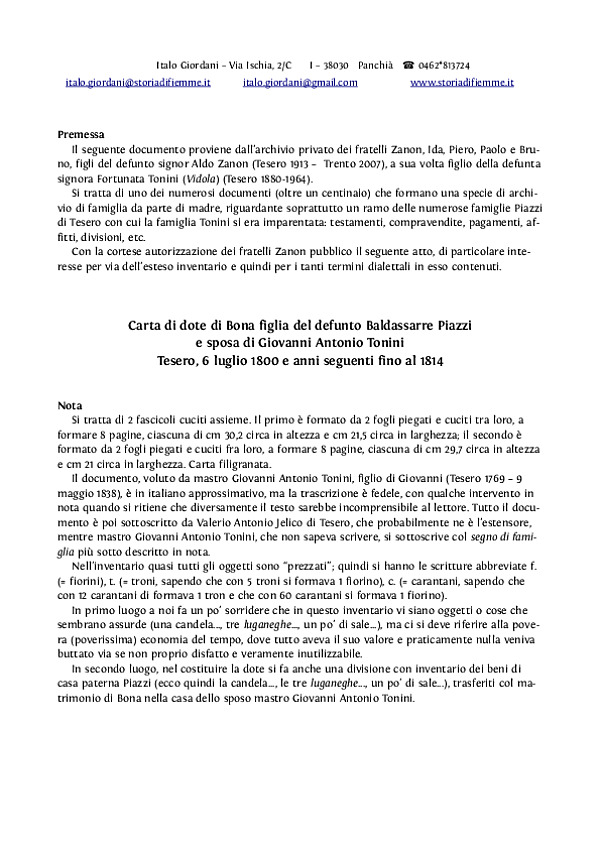 Italo Giordani – Via Ischia, 2/C I – 38030 Panchià ☎ 0462*813724
italo.giordani@storiadifiemme.it italo.giordani@gmail.com www.storiadifiemme.it
Premessa
Il seguente documento proviene dall'archivio privato dei fratelli Zanon, Ida, Piero, Paolo e Bru-
no, figli del defunto signor Aldo Zanon (Tesero 1913 – Trento 2007), a sua volta figlio della defunta
signora Fortunata Tonini (Vidola) (Tesero 1880-1964).
Si tratta di uno dei numerosi documenti (oltre un centinaio) che formano una specie di archi-
vio di famiglia da parte di madre, riguardante soprattutto un ramo delle numerose famiglie Piazzi
di Tesero con cui la famiglia Tonini si era imparentata: testamenti, compravendite, pagamenti, af-
fitti, divisioni, etc.
Con la cortese autorizzazione dei fratelli Zanon pubblico il seguente atto, di particolare inte-
resse per via dell'esteso inventario e quindi per i tanti termini dialettali in esso contenuti.
Carta di dote di Bona figlia del defunto Baldassarre Piazzi
e sposa di Giovanni Antonio Tonini
Tesero, 6 luglio 1800 e anni seguenti fino al 1814
Nota
Si tratta di 2 fascicoli cuciti assieme. Il primo è formato da 2 fogli piegati e cuciti tra loro, a
formare 8 pagine, ciascuna di cm 30,2 circa in altezza e cm 21,5 circa in larghezza; il secondo è
formato da 2 fogli piegati e cuciti fra loro, a formare 8 pagine, ciascuna di cm 29,7 circa in altezza
e cm 21 circa in larghezza. Carta filigranata.
Il documento, voluto da mastro Giovanni Antonio Tonini, figlio di Giovanni (Tesero 1769 – 9
maggio 1838), è in italiano approssimativo, ma la trascrizione è fedele, con qualche intervento in
nota quando si ritiene che diversamente il testo sarebbe incomprensibile al lettore. Tutto il docu-
mento è poi sottoscritto da Valerio Antonio Jelico di Tesero, che probabilmente ne è l'estensore,
mentre mastro Giovanni Antonio Tonini, che non sapeva scrivere, si sottoscrive col segno di fami-
glia più sotto descritto in nota.
Nell'inventario quasi tutti gli oggetti sono "prezzati"; quindi si hanno le scritture abbreviate f.
(= fiorini), t. (= troni, sapendo che con 5 troni si formava 1 fiorino), c. (= carantani, sapendo che
con 12 carantani di formava 1 tron e che con 60 carantani si formava 1 fiorino).
In primo luogo a noi fa un po' sorridere che in questo inventario vi siano oggetti o cose che
sembrano assurde (una candela..., tre luganeghe..., un po' di sale...), ma ci si deve riferire alla pove-
ra (poverissima) economia del tempo, dove tutto aveva il suo valore e praticamente nulla veniva
buttato via se non proprio disfatto e veramente inutilizzabile.
In secondo luogo, nel costituire la dote si fa anche una divisione con inventario dei beni di
casa paterna Piazzi (ecco quindi la candela..., le tre luganeghe..., un po' di sale...), trasferiti col ma-
trimonio di Bona nella casa dello sposo mastro Giovanni Antonio Tonini.